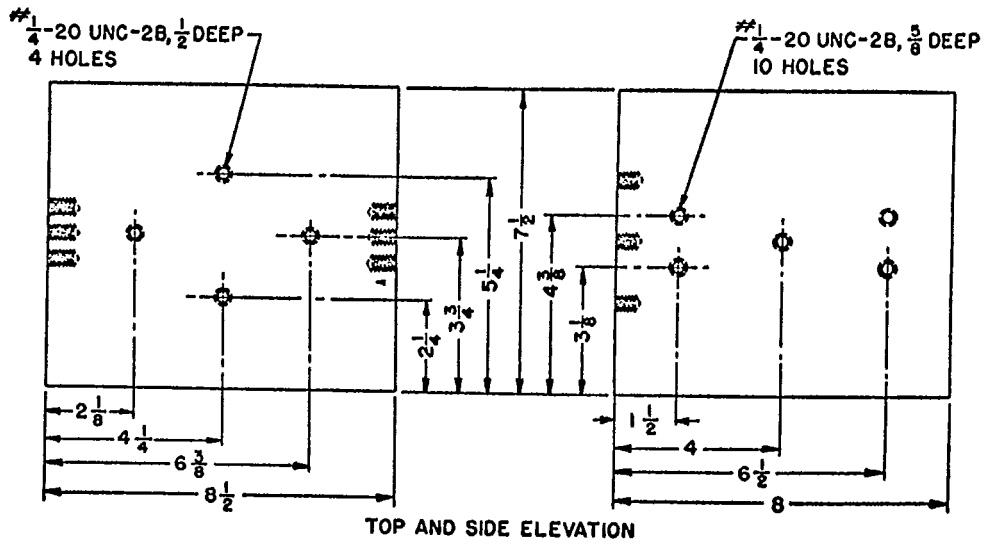 #1/4-20 UNC-2B, 1/2 DEEP
4 HOLES
#1/4-20 UNC-2B, 5/8 DEEP
10 HOLES
7 1/2
5 1/4
3 3/4
2 1/4
4 3/8
3 1/8
2 1/8
4 1/4
6 3/8
8 1/2
1 1/2
4
6 1/2
8
TOP AND SIDE ELEVATION